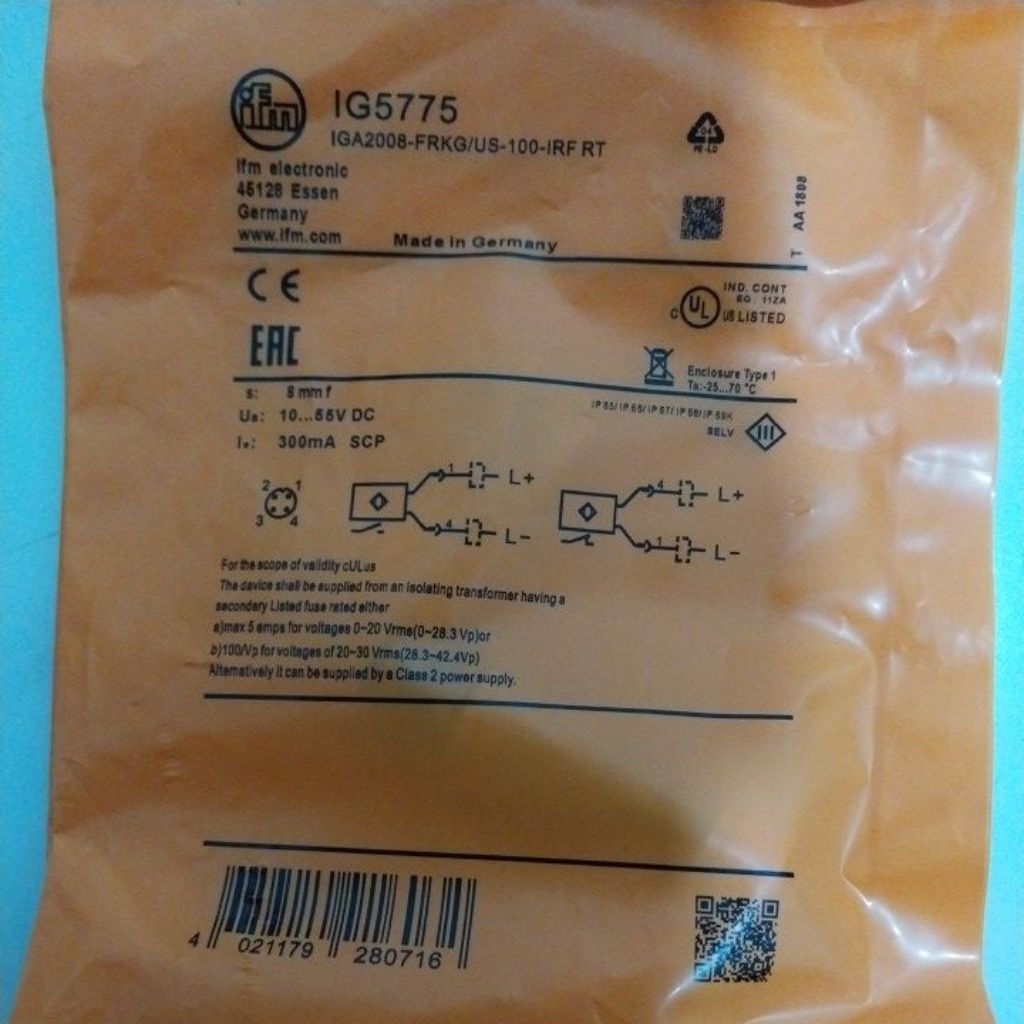 ifm
IG5775
IGA2008-FRKG/US-100-IRF RT
04
PE-LD
ifm electronic
45128 Essen
Germany
www.ifm.com
Made in Germany
T AA 1808
CE
EAC
C UL US LISTED
IND. CONT
EQ. 11ZA
Enclosure Type 1
Ta:-25...70 °C
s: 8 mm f
10...55V DC
300mA SCP
IP 65/ IP 66/ IP 67/ IP 68/ IP 69K
SELV III
2 1
3 4
1 L+
4 L-
4 L+
1 L-
For the scope of validity cULus
The device shall be supplied from an isolating transformer having a
secondary Listed fuse rated either
a)max 5 amps for voltages 0~20 Vrms(0~28.3 Vp)or
b)100/Vp for voltages of 20~30 Vrms(28.3~42.4Vp)
Alternatively it can be supplied by a Class 2 power supply.
4 021179 280716